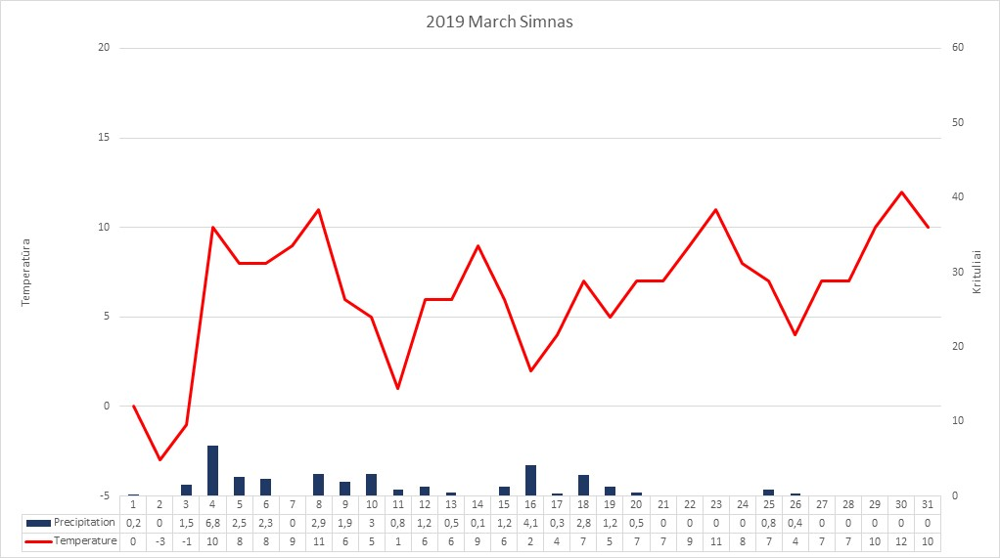 2019 March Simnas
20 60
50
15
40
10
30
5
20
0
10
-5 0
Temperatūra
Krituliai
1 2 3 4 5 6 7 8 9 10 11 12 13 14 15 16 17 18 19 20 21 22 23 24 25 26 27 28 29 30 31
Precipitation 0,2 0 1,5 6,8 2,5 2,3 0 2,9 1,9 3 0,8 1,2 0,5 0,1 1,2 4,1 0,3 2,8 1,2 0,5 0 0 0 0 0,8 0,4 0 0 0 0 0
Temperature 0 -3 -1 10 8 8 9 11 6 5 1 6 6 9 6 2 4 7 5 7 7 9 11 8 7 4 7 7 10 12 10